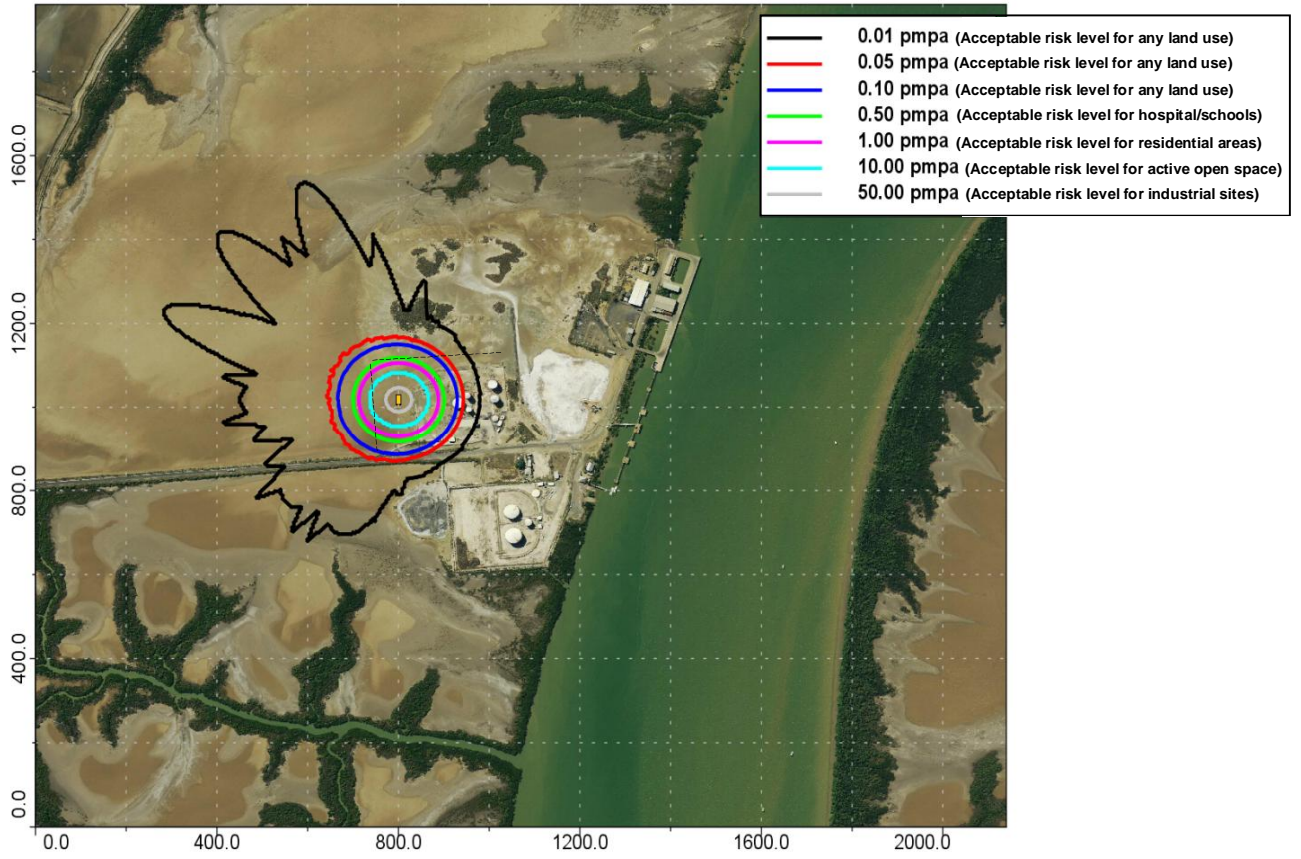 0.01 pmpa (Acceptable risk level for any land use)
0.05 pmpa (Acceptable risk level for any land use)
0.10 pmpa (Acceptable risk level for any land use)
0.50 pmpa (Acceptable risk level for hospital/schools)
1.00 pmpa (Acceptable risk level for residential areas)
10.00 pmpa (Acceptable risk level for active open space)
50.00 pmpa (Acceptable risk level for industrial sites)
1600.0
1200.0
800.0
400.0
0.0
0.0 400.0 800.0 1200.0 1600.0 2000.0